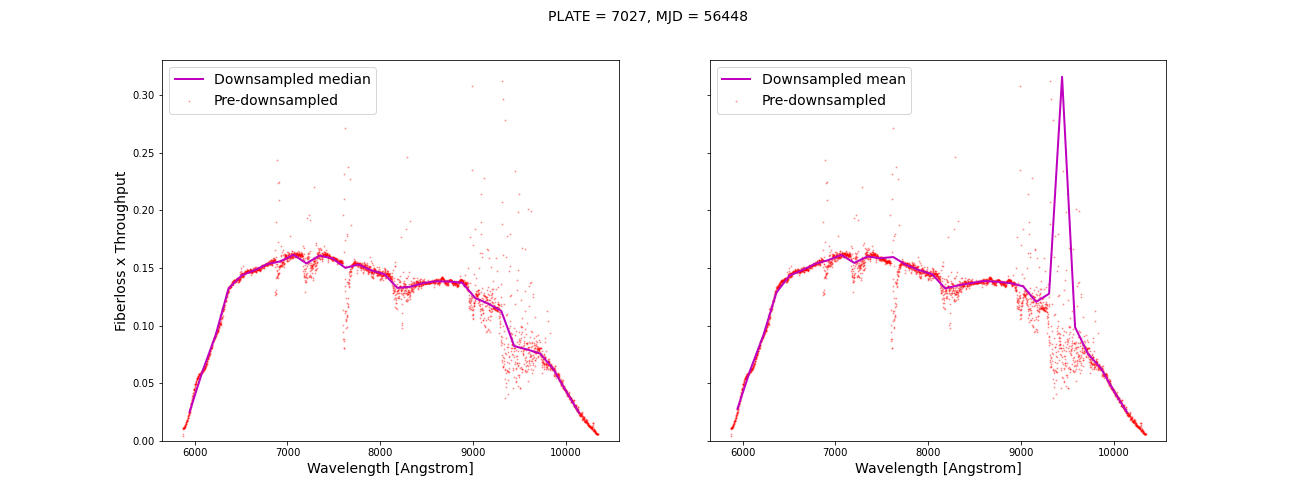 PLATE = 7027, MJD = 56448
Downsampled median
Pre-downsampled
0.30
0.25
0.20
0.15
0.10
0.05
0.00
Fiberloss x Throughput
6000 7000 8000 9000 10000
Wavelength [Angstrom]
Downsampled mean
Pre-downsampled
6000 7000 8000 9000 10000
Wavelength [Angstrom]